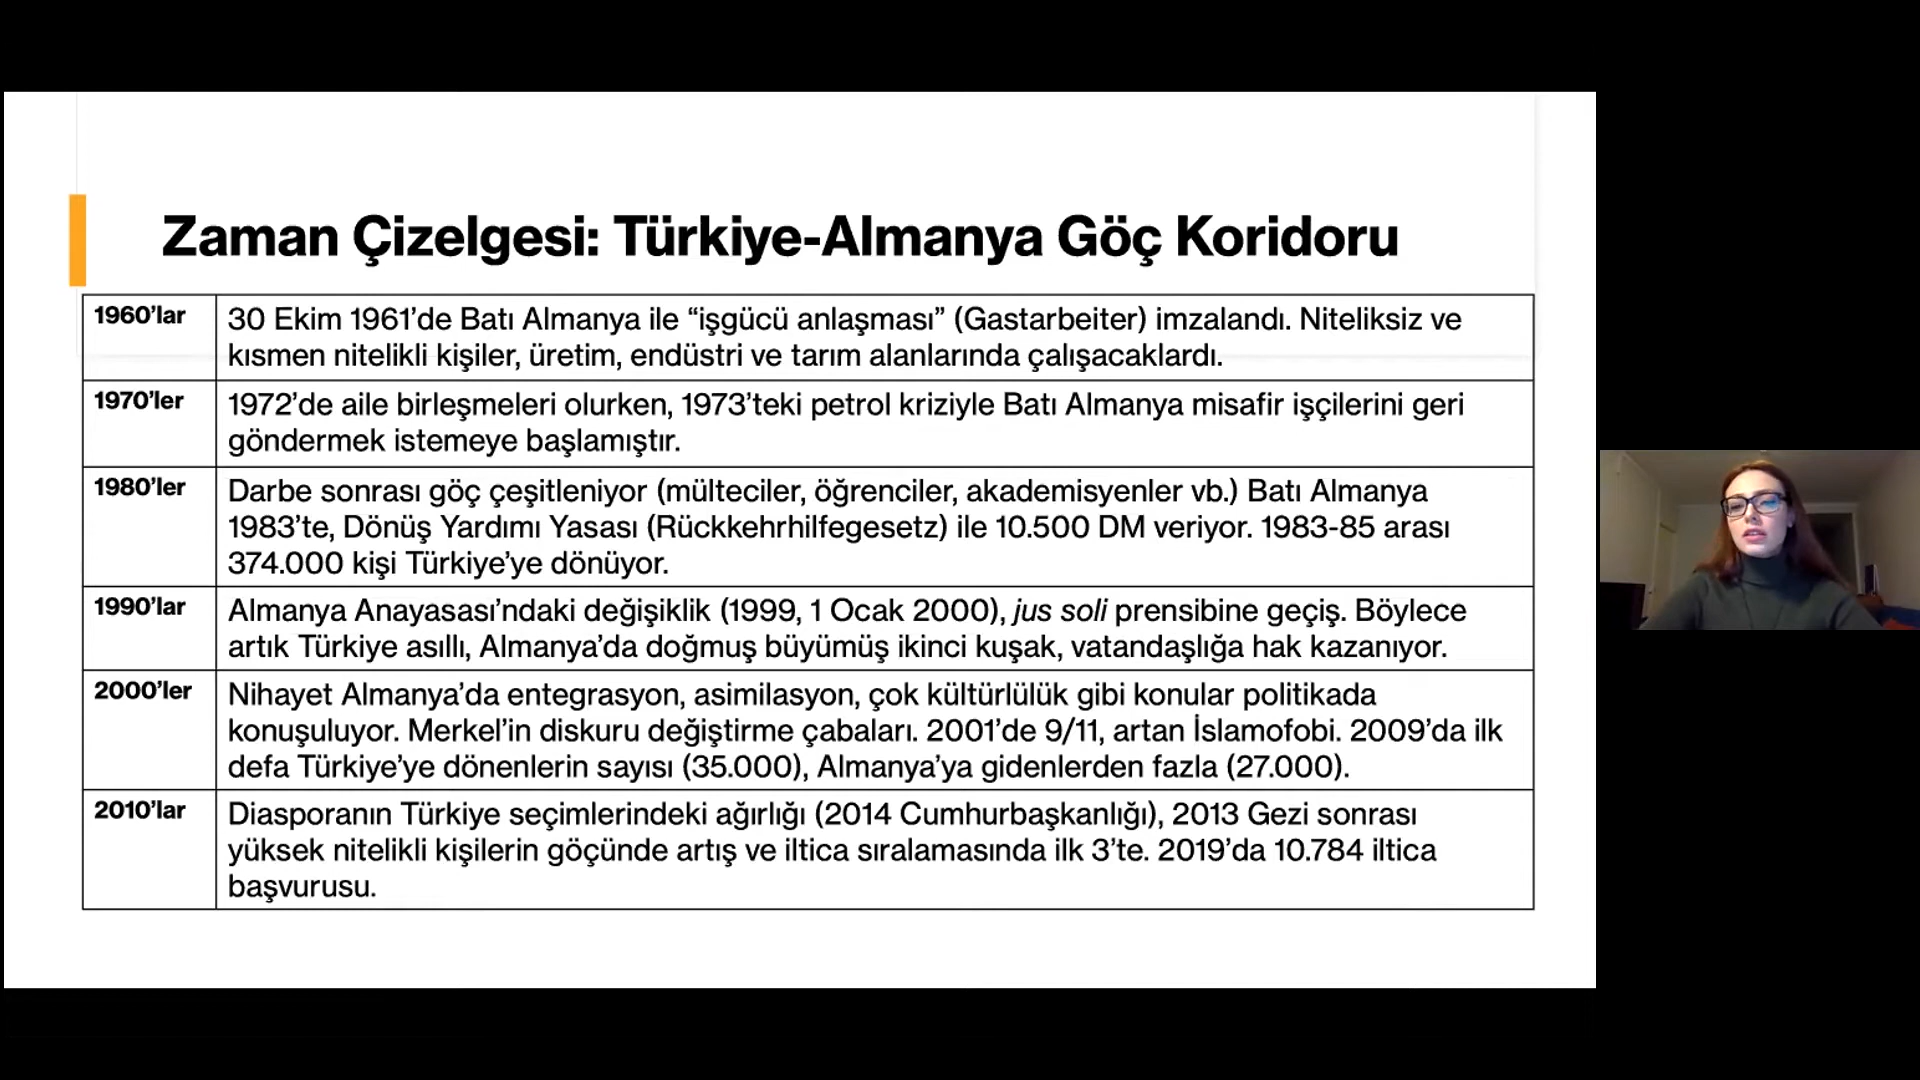 Zaman Çizelgesi: Türkiye-Almanya Göç Koridoru
1960’lar
30 Ekim 1961’de Batı Almanya ile “işgücü anlaşması” (Gastarbeiter) imzalandı. Niteliksiz ve
kısmen nitelikli kişiler, üretim, endüstri ve tarım alanlarında çalışacaklardı.
1970’ler
1972’de aile birleşmeleri olurken, 1973’teki petrol kriziyle Batı Almanya misafir işçilerini geri
göndermek istemeye başlamıştır.
1980’ler
Darbe sonrası göç çeşitleniyor (mülteciler, öğrenciler, akademisyenler vb.) Batı Almanya
1983’te, Dönüş Yardımı Yasası (Rückkehrhilfegesetz) ile 10.500 DM veriyor. 1983-85 arası
374.000 kişi Türkiye’ye dönüyor.
1990’lar
Almanya Anayasası’ndaki değişiklik (1999, 1 Ocak 2000), jus soli prensibine geçiş. Böylece
artık Türkiye asıllı, Almanya’da doğmuş büyümüş ikinci kuşak, vatandaşlığa hak kazanıyor.
2000’ler
Nihayet Almanya’da entegrasyon, asimilasyon, çok kültürlülük gibi konular politikada
konuşuluyor. Merkel’in diskuru değiştirme çabaları. 2001’de 9/11, artan İslamofobi. 2009’da ilk
defa Türkiye’ye dönenlerin sayısı (35.000), Almanya’ya gidenlerden fazla (27.000).
2010’lar
Diasporanın Türkiye seçimlerindeki ağırlığı (2014 Cumhurbaşkanlığı), 2013 Gezi sonrası
yüksek nitelikli kişilerin göçünde artış ve iltica sıralamasında ilk 3’te. 2019’da 10.784 iltica
başvurusu.